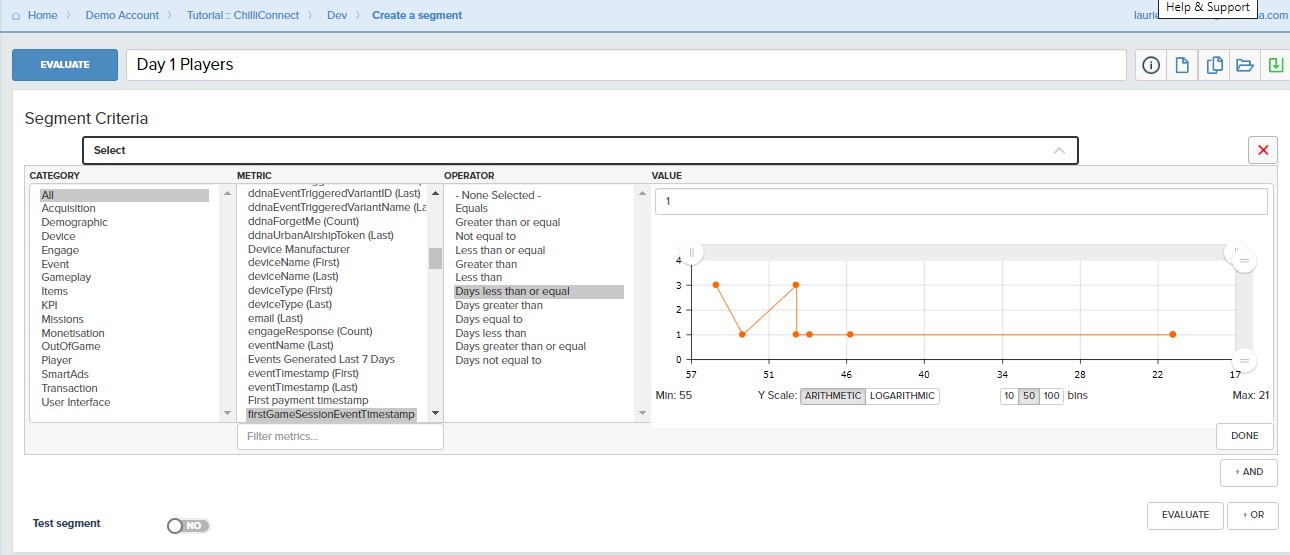 Home > Demo Account > Tutorial :: ChilliConnect > Dev > Create a segment
Help & Support
EVALUATE
Day 1 Players
Segment Criteria
Select
CATEGORY METRIC OPERATOR VALUE
All
Acquisition
Demographic
Device
Engage
Event
Gameplay
Items
KPI
Missions
Monetisation
OutOfGame
Player
SmartAds
Transaction
User Interface
ddnaEventTriggeredVariantID (Last)
ddnaEventTriggeredVariantName (La
ddnaForgetMe (Count)
ddnaUrbanAirshipToken (Last)
Device Manufacturer
deviceName (First)
deviceName (Last)
deviceType (First)
deviceType (Last)
email (Last)
engageResponse (Count)
eventName (Last)
Events Generated Last 7 Days
eventTimestamp (First)
eventTimestamp (Last)
First payment timestamp
firstGameSessionEventTimestamp
Filter metrics...
- None Selected -
Equals
Greater than or equal
Not equal to
Less than or equal
Greater than
Less than
Days less than or equal
Days greater than
Days equal to
Days less than
Days greater than or equal
Days not equal to
1
4
3
2
1
0
57 51 46 40 34 28 22 17
Min: 55 Y Scale: ARITHMETIC LOGARITHMIC 10 50 100 bins Max: 21
DONE
+ AND
Test segment NO EVALUATE + OR